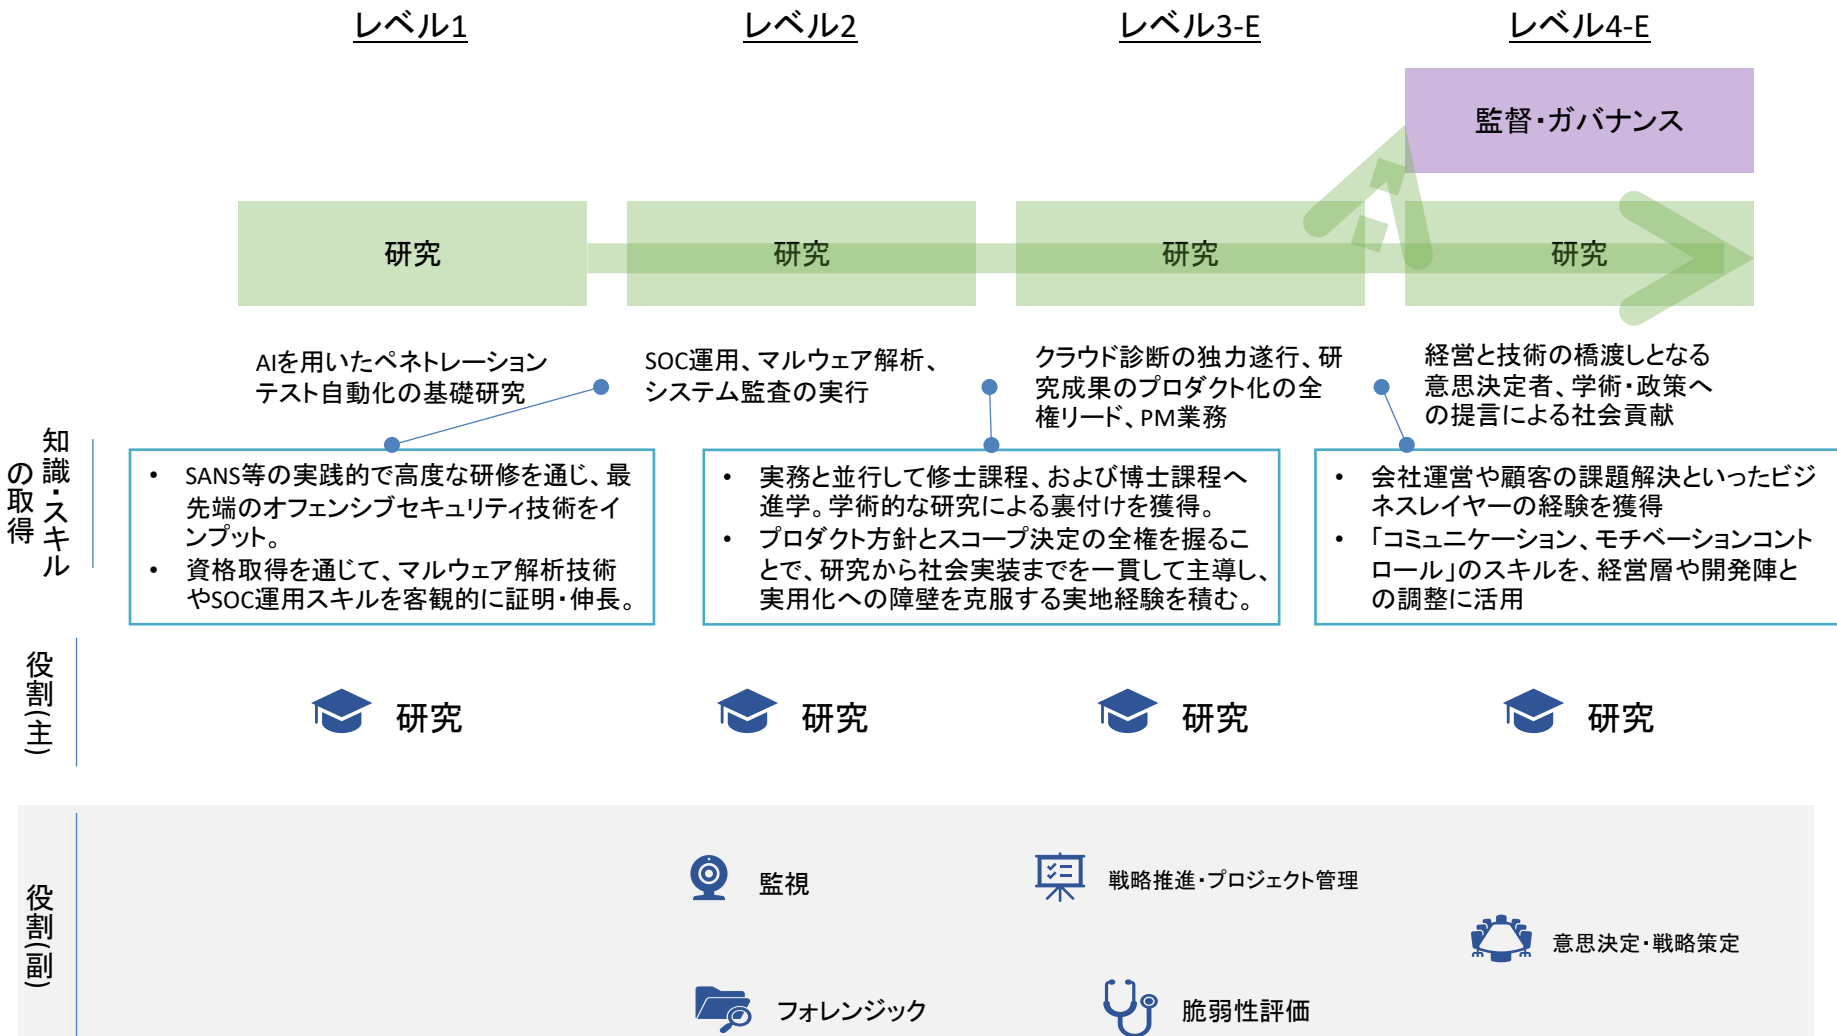 レベル1
レベル2
レベル3-E
レベル4-E
監督・ガバナンス
研究
研究
研究
研究
AIを用いたペネトレーション
テスト自動化の基礎研究
SOC運用、マルウェア解析、
システム監査の実行
クラウド診断の独力遂行、研
究成果のプロダクト化の全
権リード、PM業務
経営と技術の橋渡しとなる
意思決定者、学術・政策へ
の提言による社会貢献
知識・スキル
の取得
• SANS等の実践的で高度な研修を通じ、最
先端のオフェンシブセキュリティ技術をイ
ンプット。
• 資格取得を通じて、マルウェア解析技術
やSOC運用スキルを客観的に証明・伸長。
• 実務と並行して修士課程、および博士課程へ
進学。学術的な研究による裏付けを獲得。
• プロダクト方針とスコープ決定の全権を握るこ
とで、研究から社会実装までを一貫して主導し、
実用化への障壁を克服する実地経験を積む。
• 会社運営や顧客の課題解決といったビジ
ネスレイヤーの経験を獲得
• 「コミュニケーション、モチベーションコント
ロール」のスキルを、経営層や開発陣と
の調整に活用
役割(主)
研究
研究
研究
研究
役割(副)
監視
戦略推進・プロジェクト管理
意思決定・戦略策定
フォレンジック
脆弱性評価